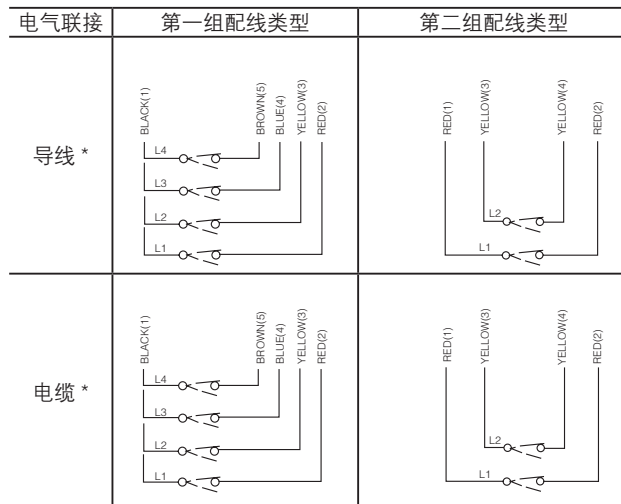 电气联接 第一组配线类型 第二组配线类型
导线 *
BLACK(1) BROWN(5) BLUE(4) YELLOW(3) RED(2)
L4
L3
L2
L1
RED(1) YELLOW(3) YELLOW(4) RED(2)
L2
L1
电缆 *
BLACK(1) BROWN(5) BLUE(4) YELLOW(3) RED(2)
L4
L3
L2
L1
RED(1) YELLOW(3) YELLOW(4) RED(2)
L2
L1